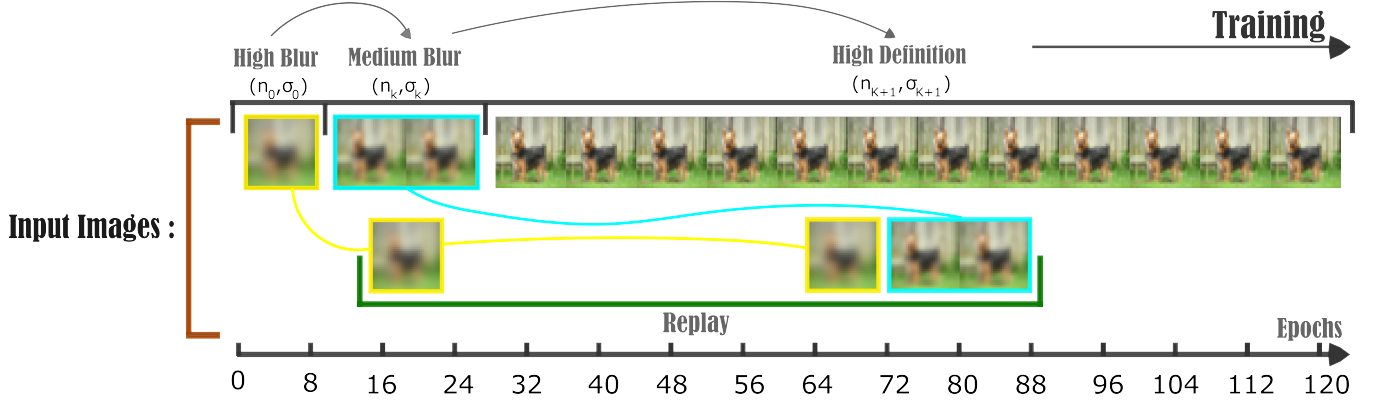 Training
High Blur Medium Blur High Definition
(n0,σ0) (nk,σk) (nK+1,σK+1)
Input Images :
Replay
Epochs
0 8 16 24 32 40 48 56 64 72 80 88 96 104 112 120